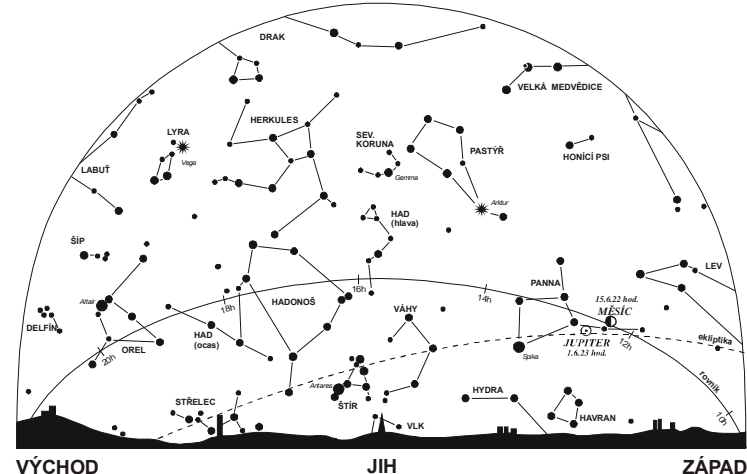 DRAK
VELKÁ MEDVĚDICE
LYRA
Vega
HERKULES
SEV.
KORUNA
Gemma
PASTÝŘ
HONÍCÍ PSI
LABUŤ
Arktur
HAD
(hlava)
ŠÍP
LEV
PANNA
16h
14h
15.6.22 hod.
MĚSÍC
Altair
18h
HADONOŠ
VÁHY
DELFÍN
OREL
HAD
(ocas)
JUPITER
1.6.23 hod.
12h
ekliptika
Spika
20h
rovník
Antares
STŘELEC
ŠTÍR
HYDRA
HAVRAN
10h
VLK
VÝCHOD
JIH
ZÁPAD